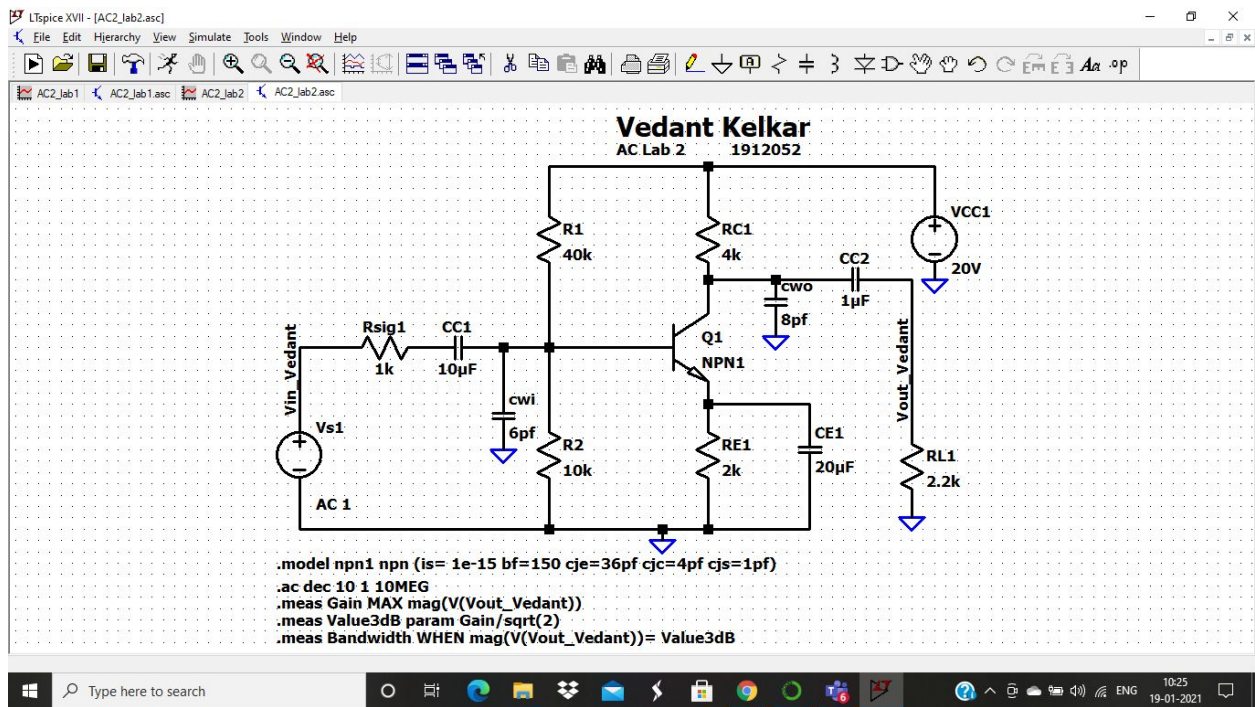 LTspice XVII - [AC2_lab2.asc]
File Edit Hierarchy View Simulate Tools Window Help
Aa .op
AC2_lab1 AC2_lab1.asc AC2_lab2 AC2_lab2.asc
Vedant Kelkar
AC Lab 2 1912052
R1
40k
RC1
4k
VCC1
20V
CC2
1µF
cwo
8pf
Vin_Vedant
Rsig1
1k
CC1
10µF
Q1
NPN1
Vout_Vedant
cwi
6pf
Vs1
AC 1
R2
10k
RE1
2k
CE1
20µF
RL1
2.2k
.model npn1 npn (is= 1e-15 bf=150 cje=36pf cjc=4pf cjs=1pf)
.ac dec 10 1 10MEG
.meas Gain MAX mag(V(Vout_Vedant))
.meas Value3dB param Gain/sqrt(2)
.meas Bandwidth WHEN mag(V(Vout_Vedant))= Value3dB
Type here to search
6
ENG
10:25
19-01-2021